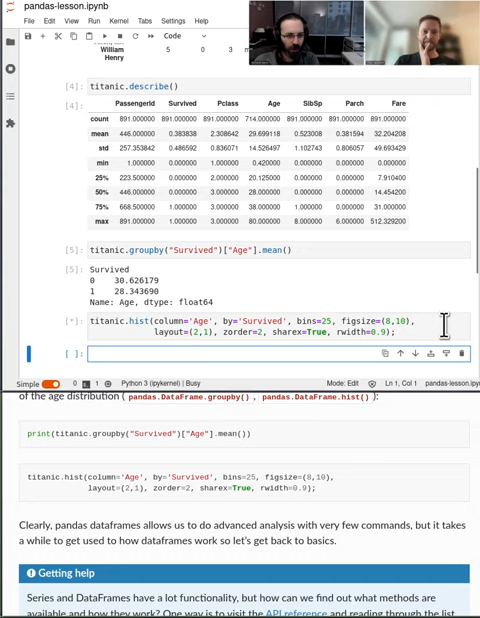 pandas-lesson.ipynb
File Edit View Run Kernel Tabs Settings Help
Code
William 5 0 3
Henry
[4]: titanic.describe()
[4]: PassengerId Survived Pclass Age SibSp Parch Fare
count 891.000000 891.000000 891.000000 714.000000 891.000000 891.000000 891.000000
mean 446.000000 0.383838 2.308642 29.699118 0.523008 0.381594 32.204208
std 257.353842 0.486592 0.836071 14.526497 1.102743 0.806057 49.693429
min 1.000000 0.000000 1.000000 0.420000 0.000000 0.000000 0.000000
25% 223.500000 0.000000 2.000000 20.125000 0.000000 0.000000 7.910400
50% 446.000000 0.000000 3.000000 28.000000 0.000000 0.000000 14.454200
75% 668.500000 1.000000 3.000000 38.000000 1.000000 0.000000 31.000000
max 891.000000 1.000000 3.000000 80.000000 8.000000 6.000000 512.329200
[5]: titanic.groupby("Survived")["Age"].mean()
[5]: Survived
0 30.626179
1 28.343690
Name: Age, dtype: float64
[*]: titanic.hist(column='Age', by='Survived', bins=25, figsize=(8,10),
layout=(2,1), zorder=2, sharex=True, rwidth=0.9);
[ ]:
Simple 0 1 Python 3 (ipykernel) | Busy Mode: Edit Ln 1, Col 1 pandas-lesson.ipy
of the age distribution ( pandas.DataFrame.groupby() , pandas.DataFrame.hist() ):
print(titanic.groupby("Survived")["Age"].mean())
titanic.hist(column='Age', by='Survived', bins=25, figsize=(8,10),
layout=(2,1), zorder=2, sharex=True, rwidth=0.9);
Clearly, pandas dataframes allows us to do advanced analysis with very few commands, but it takes
a while to get used to how dataframes work so let's get back to basics.
Getting help
Series and DataFrames have a lot functionality, but how can we find out what methods are
available and how they work? One way is to visit the API reference and reading through the list.